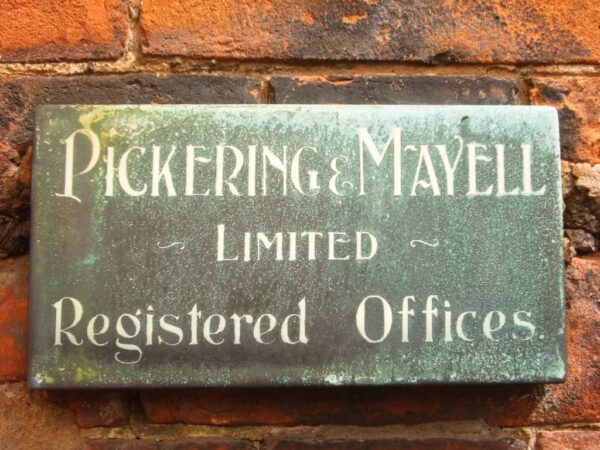 PICKERING & MAYELL
~ LIMITED ~
Registered Offices.